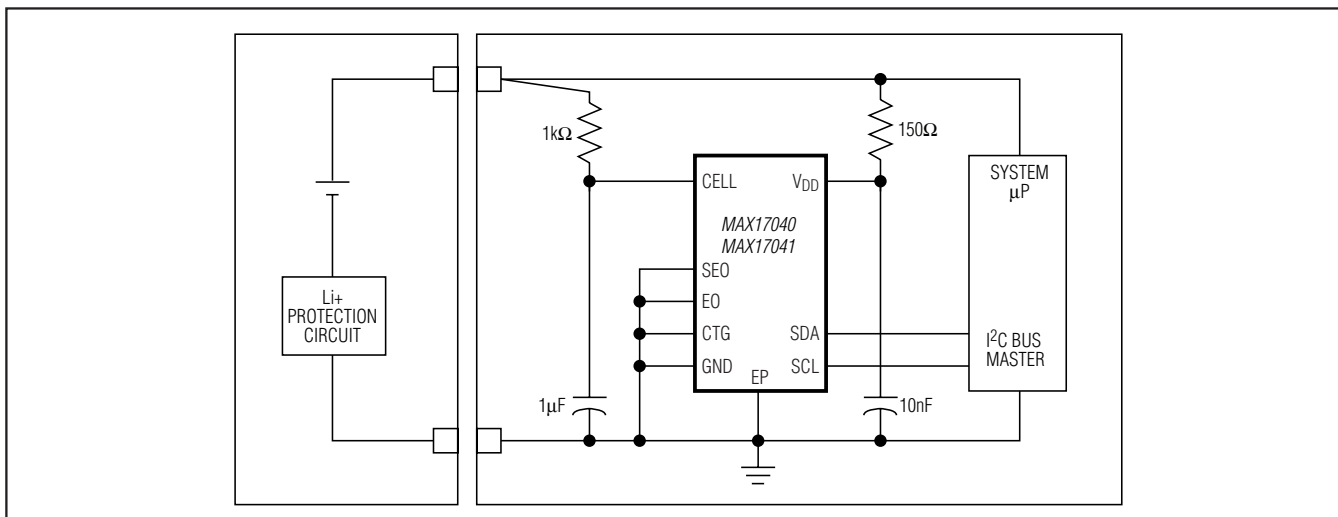 1kΩ
150Ω
CELL
VDD
SYSTEM
μP
MAX17040
MAX17041
SEO
EO
CTG
GND
EP
SDA
SCL
I²C BUS
MASTER
Li+
PROTECTION
CIRCUIT
1μF
10nF